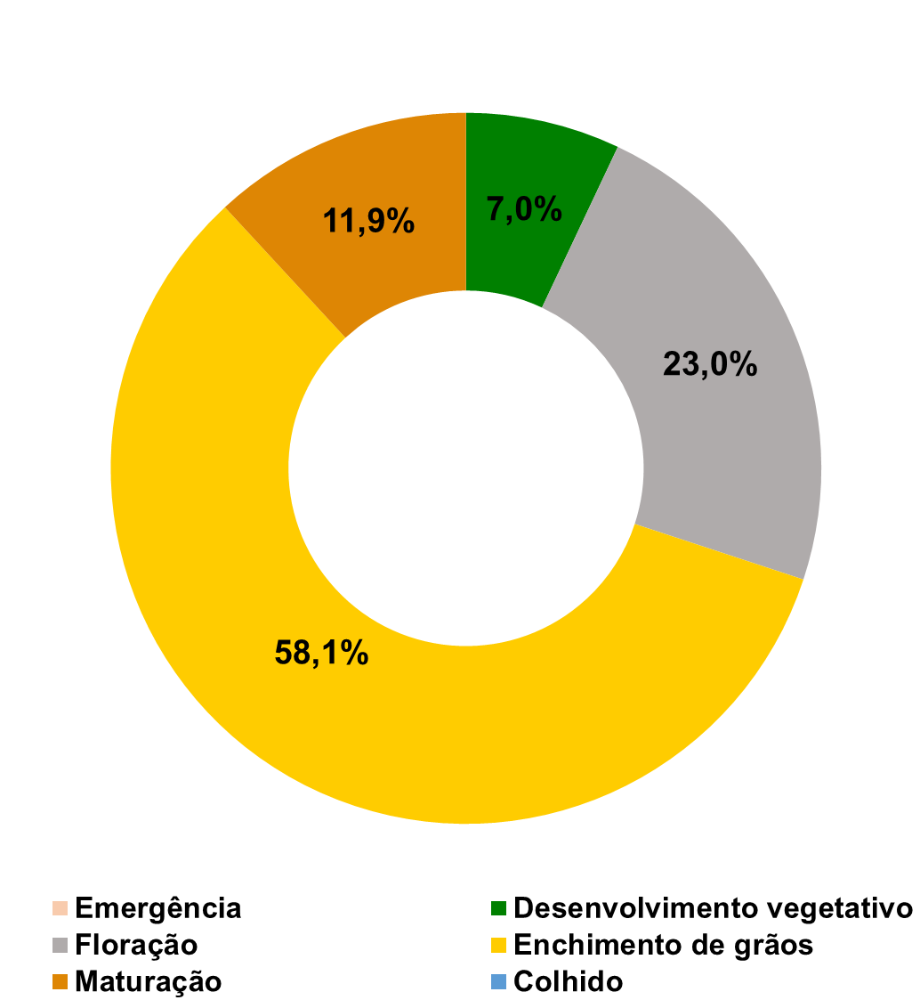 7,0%
11,9%
23,0%
58,1%
Emergência
Desenvolvimento vegetativo
Floração
Enchimento de grãos
Maturação
Colhido